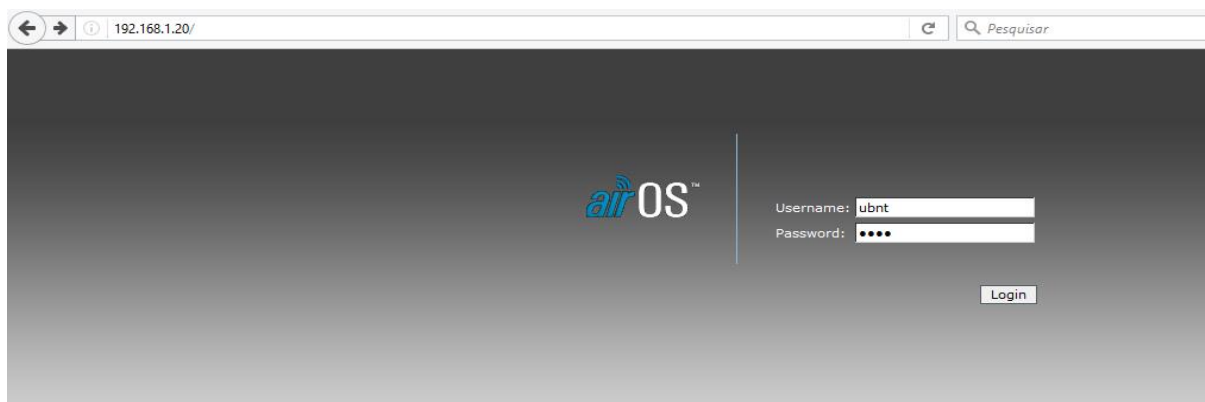 192.168.1.20/
Pesquisar
airOS™
Username: ubnt
Password: ••••
Login